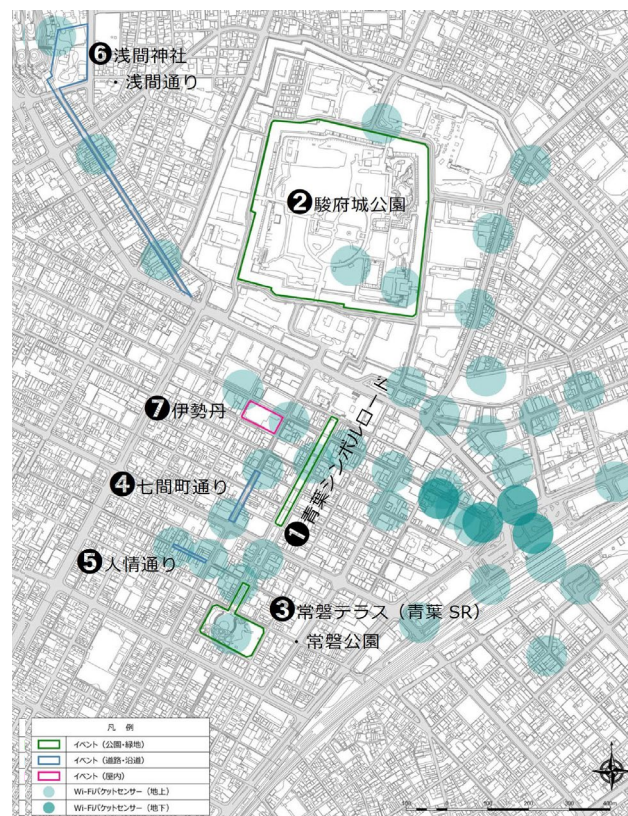 ❻浅間神社
・浅間通り
❷駿府城公園
❼伊勢丹
❶青葉シンボルロード
❹七間町通り
❺人情通り
❸常磐テラス（青葉 SR）
・常磐公園
凡 例
イベント（公園・緑地）
イベント（道路・沿道）
イベント（屋内）
Wi-Fiパケットセンサー（地上）
Wi-Fiパケットセンサー（地下）